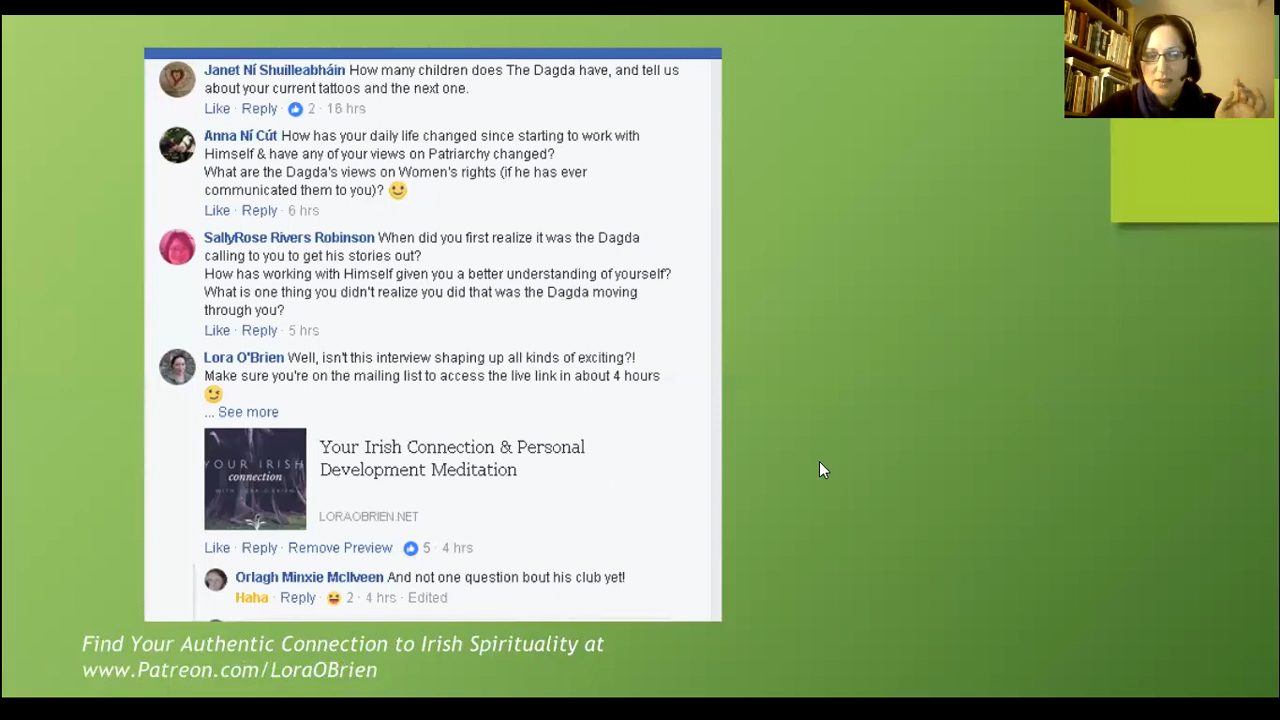 Janet Ní Shuilleabháin How many children does The Dagda have, and tell us
about your current tattoos and the next one.
Like · Reply · 2 · 16 hrs
Anna Ní Cút How has your daily life changed since starting to work with
Himself & have any of your views on Patriarchy changed?
What are the Dagda's views on Women's rights (if he has ever
communicated them to you)?
Like · Reply · 6 hrs
SallyRose Rivers Robinson When did you first realize it was the Dagda
calling to you to get his stories out?
How has working with Himself given you a better understanding of yourself?
What is one thing you didn't realize you did that was the Dagda moving
through you?
Like · Reply · 5 hrs
Lora O'Brien Well, isn't this interview shaping up all kinds of exciting?!
Make sure you're on the mailing list to access the live link in about 4 hours
... See more
YOUR IRISH
connection
WITH LORA O'BRIEN
Your Irish Connection & Personal
Development Meditation
LORAOBRIEN.NET
Like · Reply · Remove Preview · 5 · 4 hrs
Orlagh Minxie McIlveen And not one question bout his club yet!
Haha · Reply · 2 · 4 hrs · Edited
Find Your Authentic Connection to Irish Spirituality at
www.Patreon.com/LoraOBrien